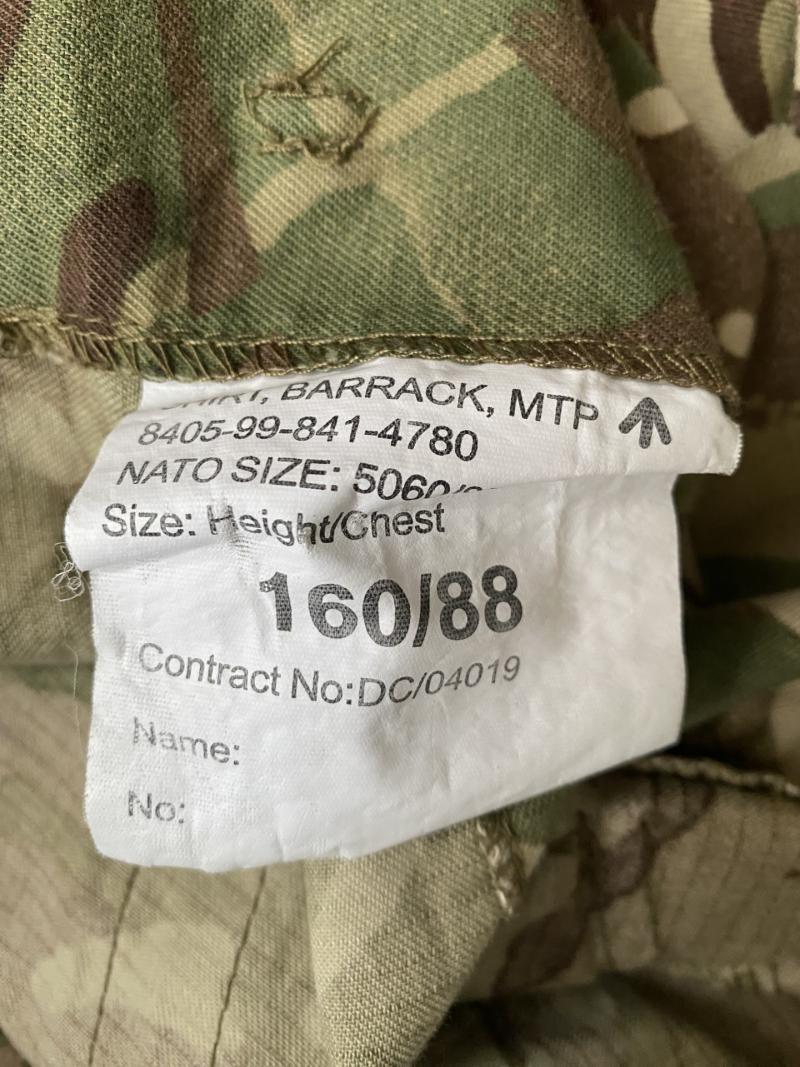 SHIRT, BARRACK, MTP
8405-99-841-4780
NATO SIZE: 5060/
Size: Height/Chest
160/88
Contract No:DC/04019
Name:
No: